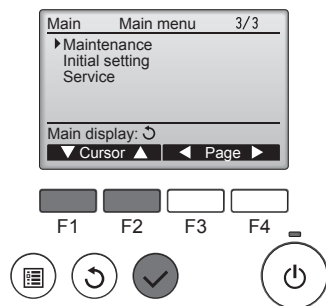 Main Main menu 3/3
Maintenance
Initial setting
Service
Main display:
Cursor Page
F1 F2 F3 F4